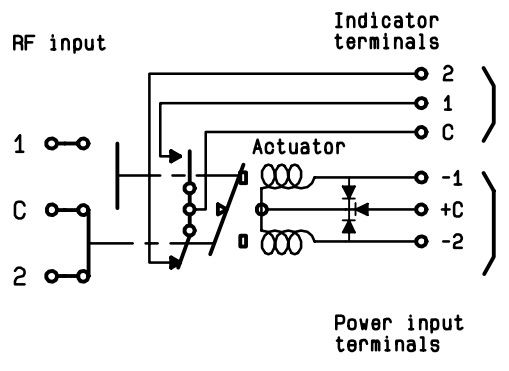 Indicator
terminals
RF input
2
1
C
Actuator
1
C
2
-1
+C
-2
Power input
terminals